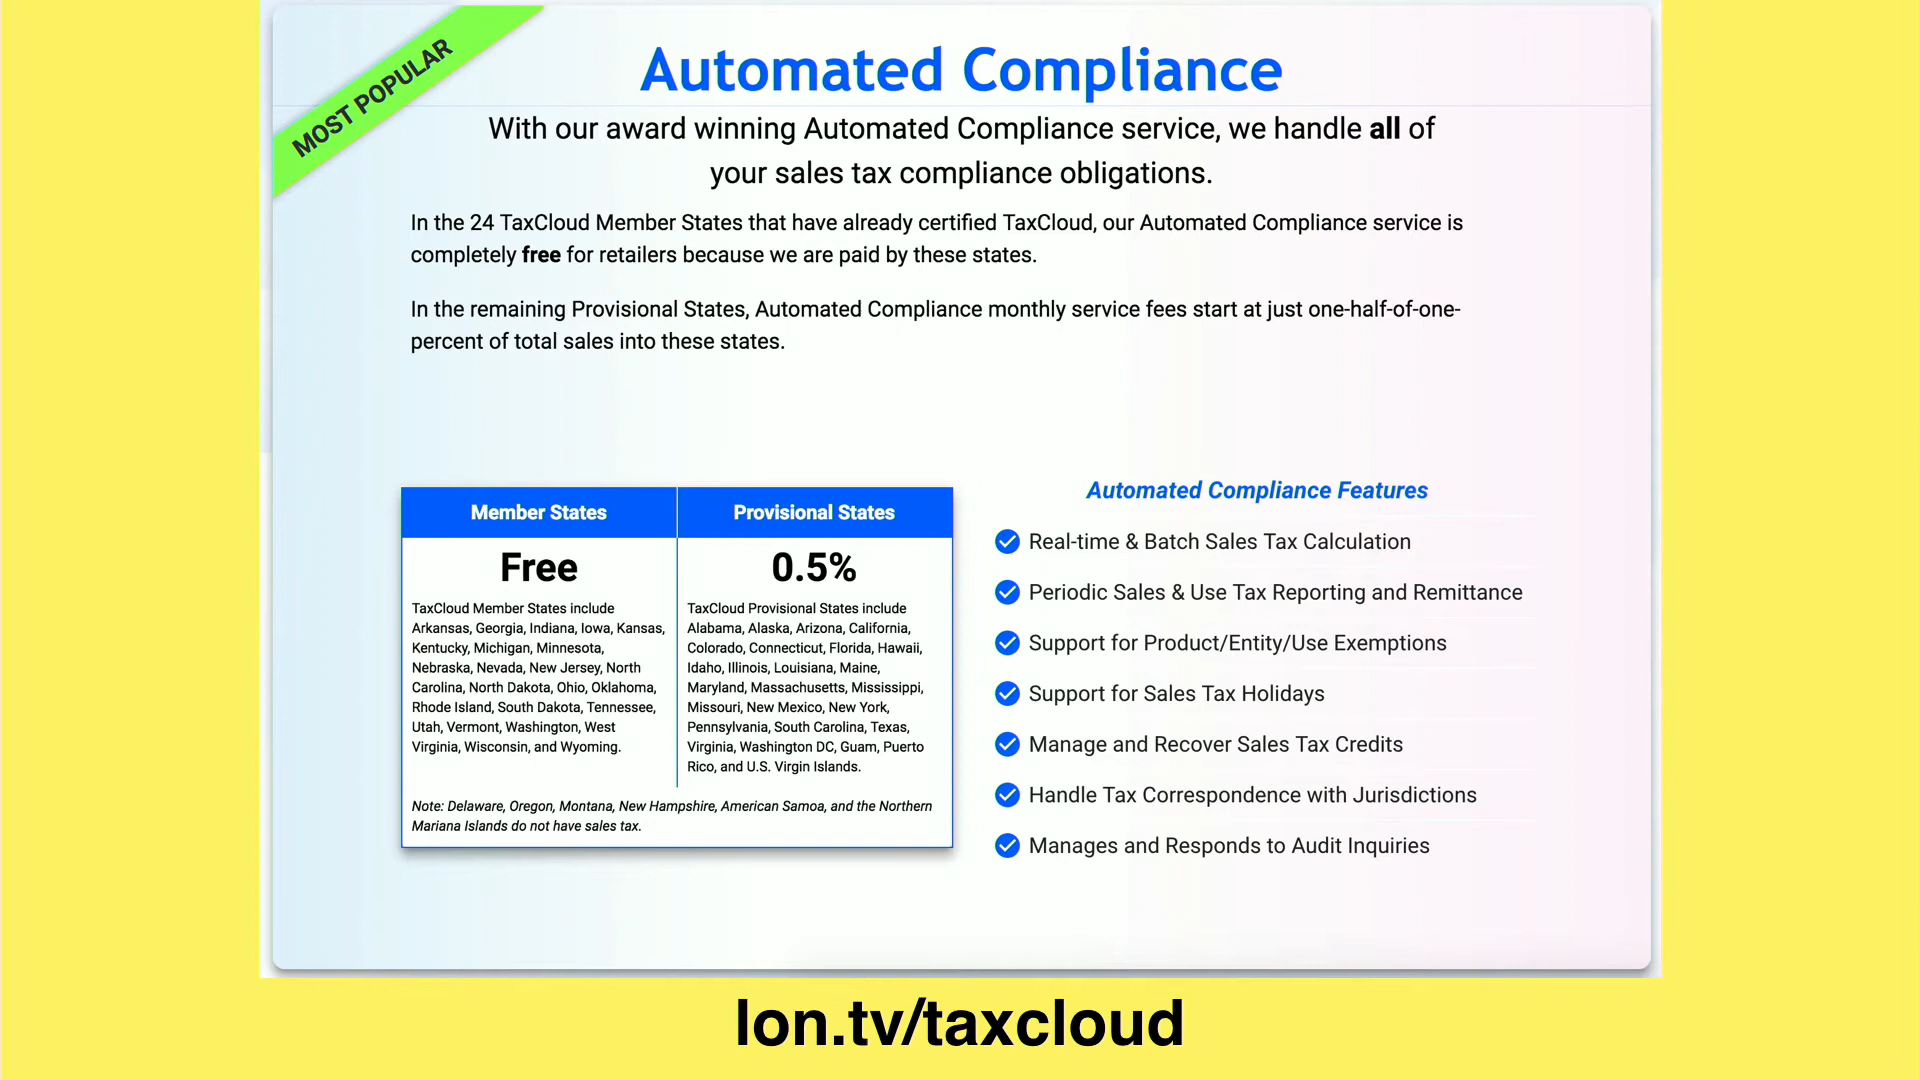 MOST POPULAR
Automated Compliance
With our award winning Automated Compliance service, we handle all of
your sales tax compliance obligations.
In the 24 TaxCloud Member States that have already certified TaxCloud, our Automated Compliance service is
completely free for retailers because we are paid by these states.
In the remaining Provisional States, Automated Compliance monthly service fees start at just one-half-of-one-
percent of total sales into these states.
Member States
Free
TaxCloud Member States include
Arkansas, Georgia, Indiana, Iowa, Kansas,
Kentucky, Michigan, Minnesota,
Nebraska, Nevada, New Jersey, North
Carolina, North Dakota, Ohio, Oklahoma,
Rhode Island, South Dakota, Tennessee,
Utah, Vermont, Washington, West
Virginia, Wisconsin, and Wyoming.
Provisional States
0.5%
TaxCloud Provisional States include
Alabama, Alaska, Arizona, California,
Colorado, Connecticut, Florida, Hawaii,
Idaho, Illinois, Louisiana, Maine,
Maryland, Massachusetts, Mississippi,
Missouri, New Mexico, New York,
Pennsylvania, South Carolina, Texas,
Virginia, Washington DC, Guam, Puerto
Rico, and U.S. Virgin Islands.
Note: Delaware, Oregon, Montana, New Hampshire, American Samoa, and the Northern
Mariana Islands do not have sales tax.
Automated Compliance Features
Real-time & Batch Sales Tax Calculation
Periodic Sales & Use Tax Reporting and Remittance
Support for Product/Entity/Use Exemptions
Support for Sales Tax Holidays
Manage and Recover Sales Tax Credits
Handle Tax Correspondence with Jurisdictions
Manages and Responds to Audit Inquiries
lon.tv/taxcloud